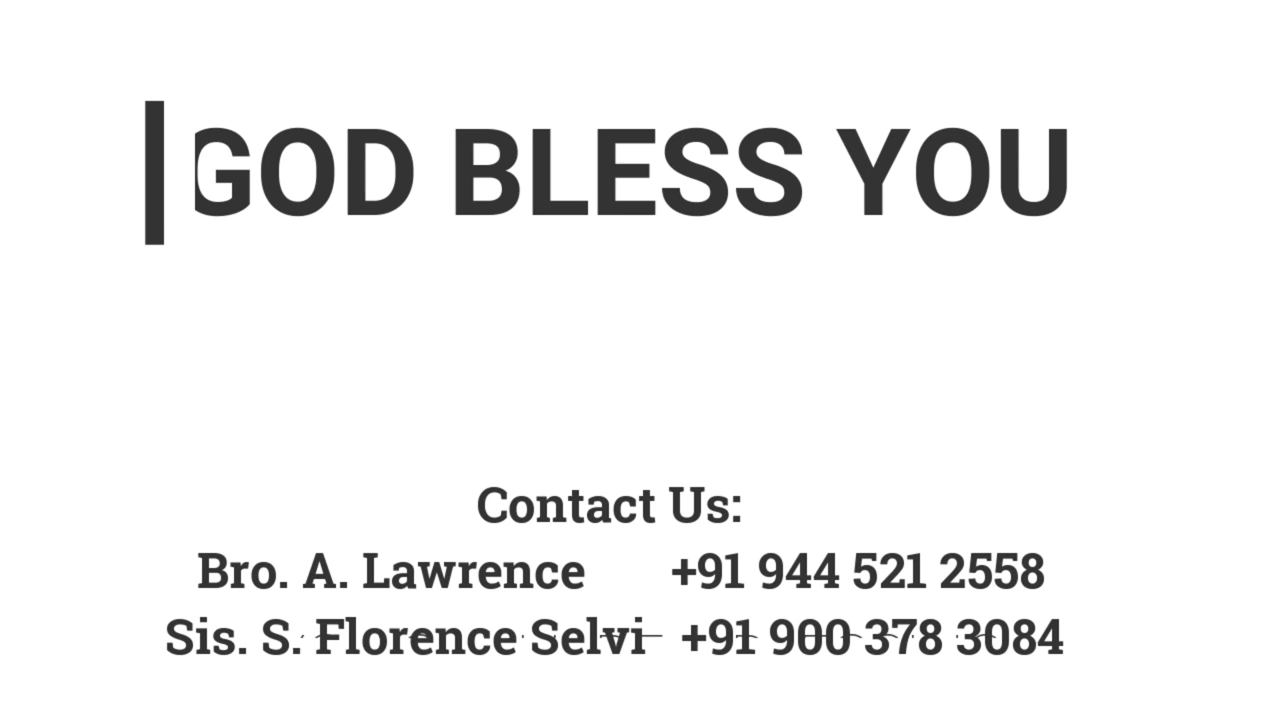 GOD BLESS YOU
Contact Us:
Bro. A. Lawrence +91 944 521 2558
Sis. S. Florence Selvi +91 900 378 3084